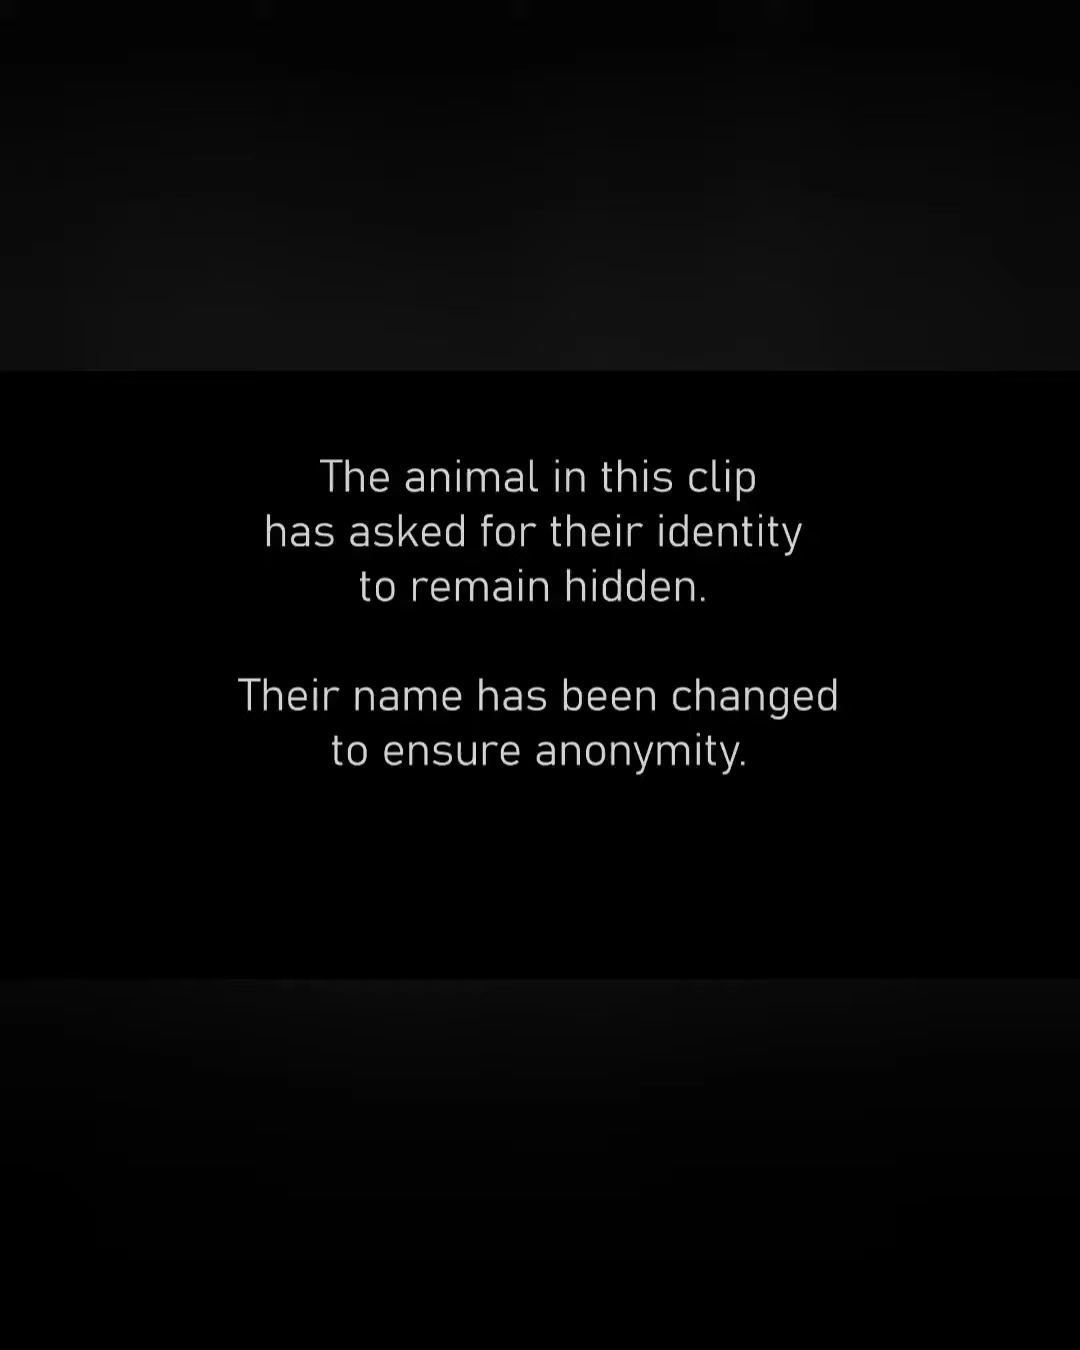 The animal in this clip
has asked for their identity
to remain hidden.
Their name has been changed
to ensure anonymity.